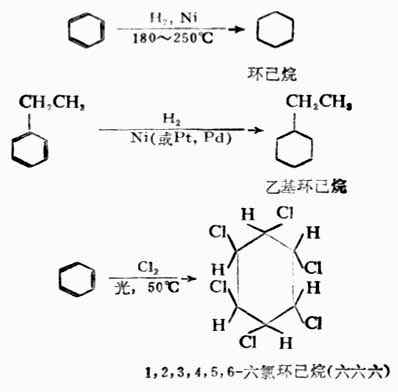 H₂, Ni
180～250℃
环己烷
CH₂CH₃
CH₂CH₃
H₂
Ni(或Pt, Pd)
乙基环己烷
H Cl
Cl H
Cl₂
光，50℃
H Cl
Cl H
H Cl
Cl H
1,2,3,4,5,6-六氯环己烷(六六六)